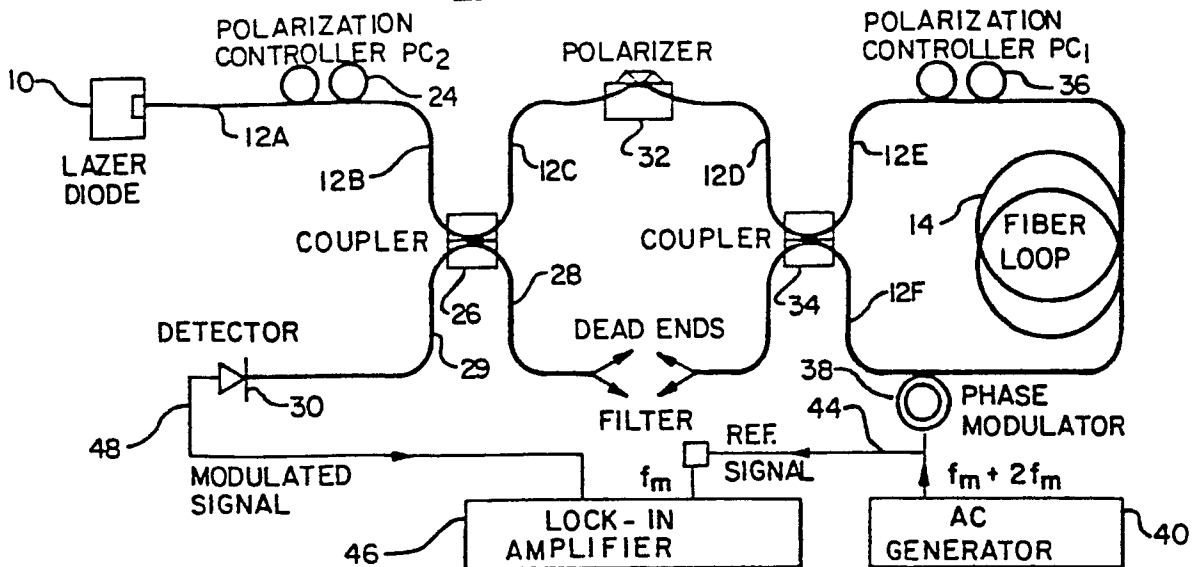 POLARIZATION
CONTROLLER PC2
POLARIZER
POLARIZATION
CONTROLLER PC1
10
24
36
12A
32
LAZER
DIODE
12B
12C
12D
12E
14
FIBER
LOOP
COUPLER
COUPLER
26
28
34
12F
DETECTOR
DEAD ENDS
29
30
38
48
FILTER
44
PHASE
MODULATOR
MODULATED
SIGNAL
fm
REF.
SIGNAL
fm + 2fm
46
LOCK-IN
AMPLIFIER
AC
GENERATOR
40